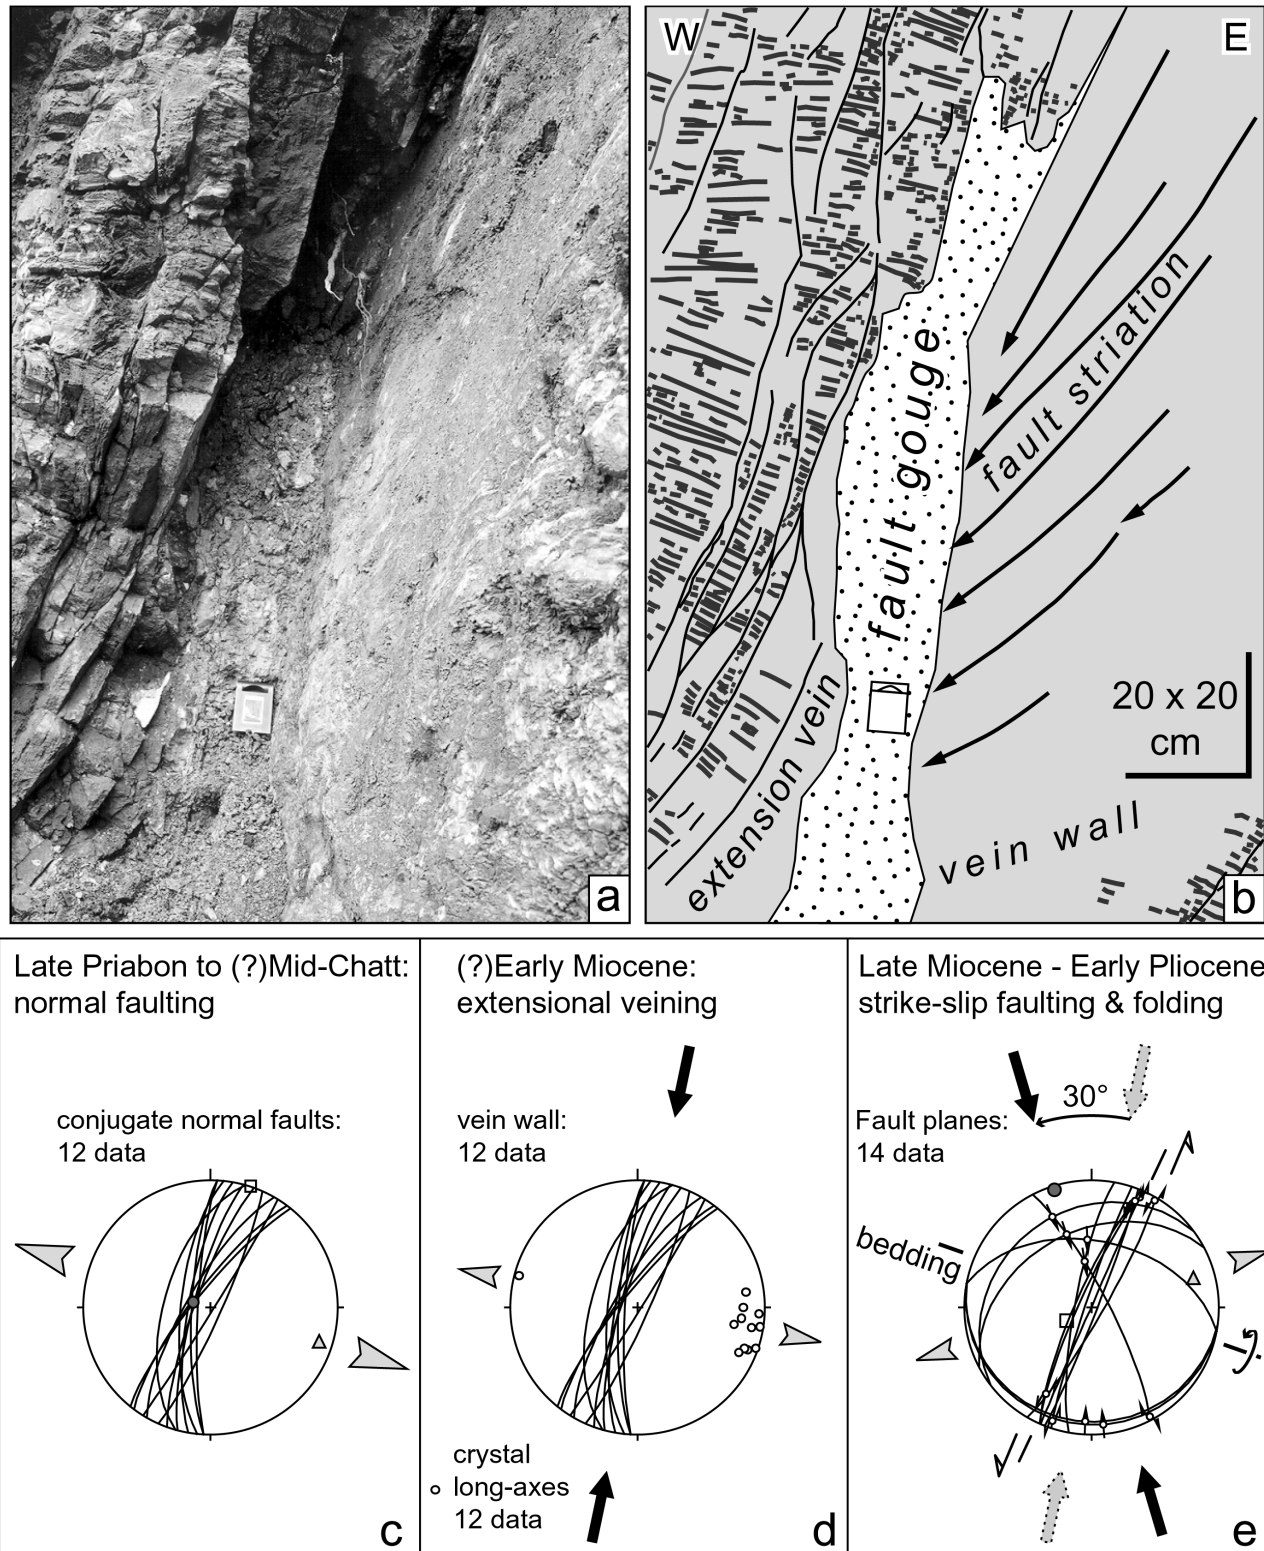 W
E
fault striation
fault gouge
extension vein
20 x 20
cm
vein wall
a
b
Late Priabon to (?)Mid-Chatt:
normal faulting
(?)Early Miocene:
extensional veining
Late Miocene - Early Pliocene
strike-slip faulting & folding
conjugate normal faults:
12 data
vein wall:
12 data
30°
Fault planes:
14 data
bedding
crystal
long-axes
12 data
c
d
e